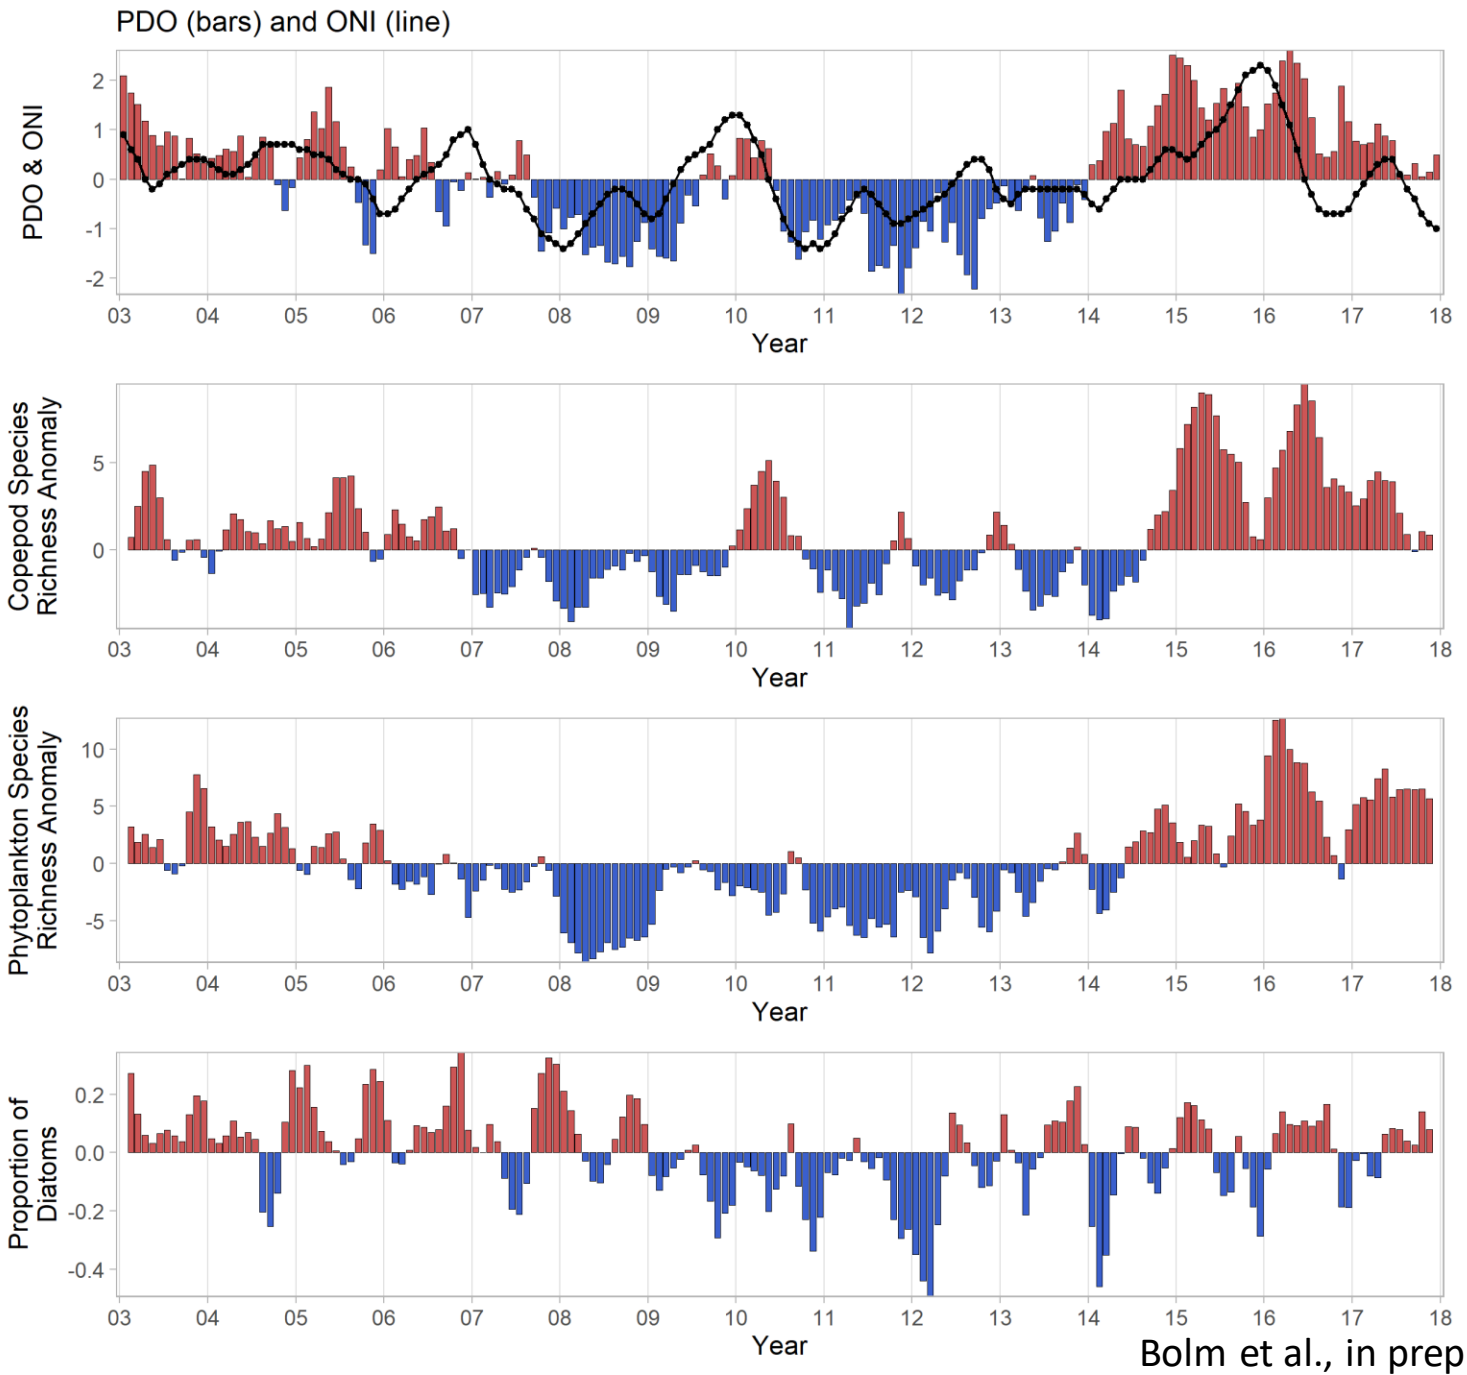 PDO (bars) and ONI (line)
PDO & ONI
2
1
0
-1
-2
03 04 05 06 07 08 09 10 11 12 13 14 15 16 17 18
Year
Copepod Species
Richness Anomaly
5
0
03 04 05 06 07 08 09 10 11 12 13 14 15 16 17 18
Year
Phytoplankton Species
Richness Anomaly
10
5
0
-5
03 04 05 06 07 08 09 10 11 12 13 14 15 16 17 18
Year
Proportion of
Diatoms
0.2
0.0
-0.2
-0.4
03 04 05 06 07 08 09 10 11 12 13 14 15 16 17 18
Year
Bolm et al., in prep